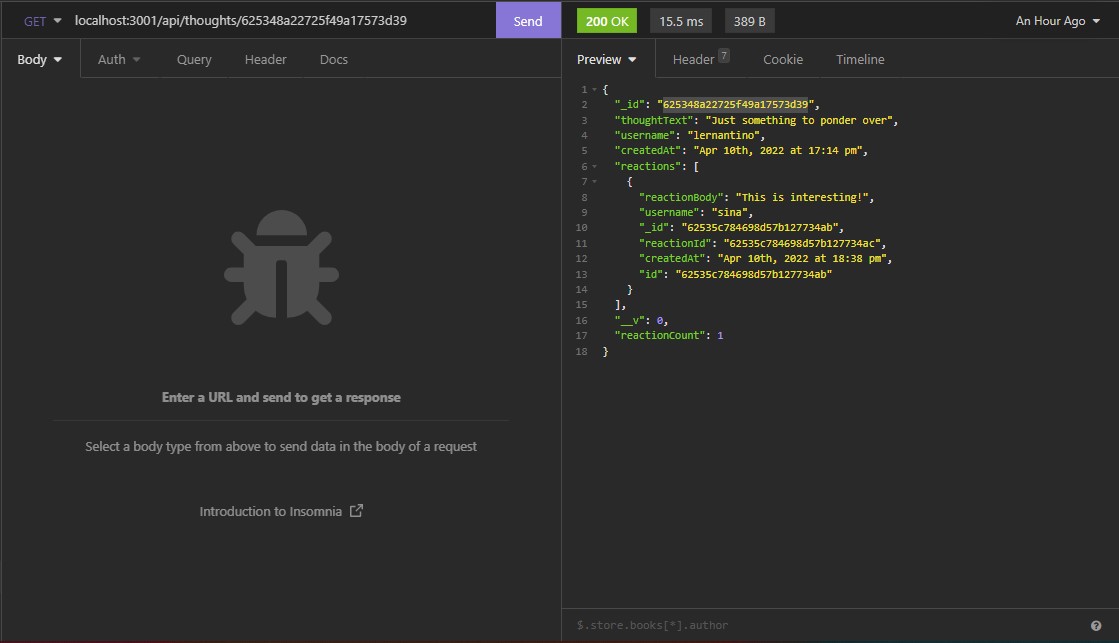 GET localhost:3001/api/thoughts/625348a22725f49a17573d39 Send 200 OK 15.5 ms 389 B An Hour Ago
Body Auth Query Header Docs Preview Header 7 Cookie Timeline
Enter a URL and send to get a response
Select a body type from above to send data in the body of a request
Introduction to Insomnia
1 {
2 "_id": "625348a22725f49a17573d39",
3 "thoughtText": "Just something to ponder over",
4 "username": "lernantino",
5 "createdAt": "Apr 10th, 2022 at 17:14 pm",
6 "reactions": [
7 {
8 "reactionBody": "This is interesting!",
9 "username": "sina",
10 "_id": "62535c784698d57b127734ab",
11 "reactionId": "62535c784698d57b127734ac",
12 "createdAt": "Apr 10th, 2022 at 18:38 pm",
13 "id": "62535c784698d57b127734ab"
14 }
15 ],
16 "__v": 0,
17 "reactionCount": 1
18 }
$.store.books[*].author ?